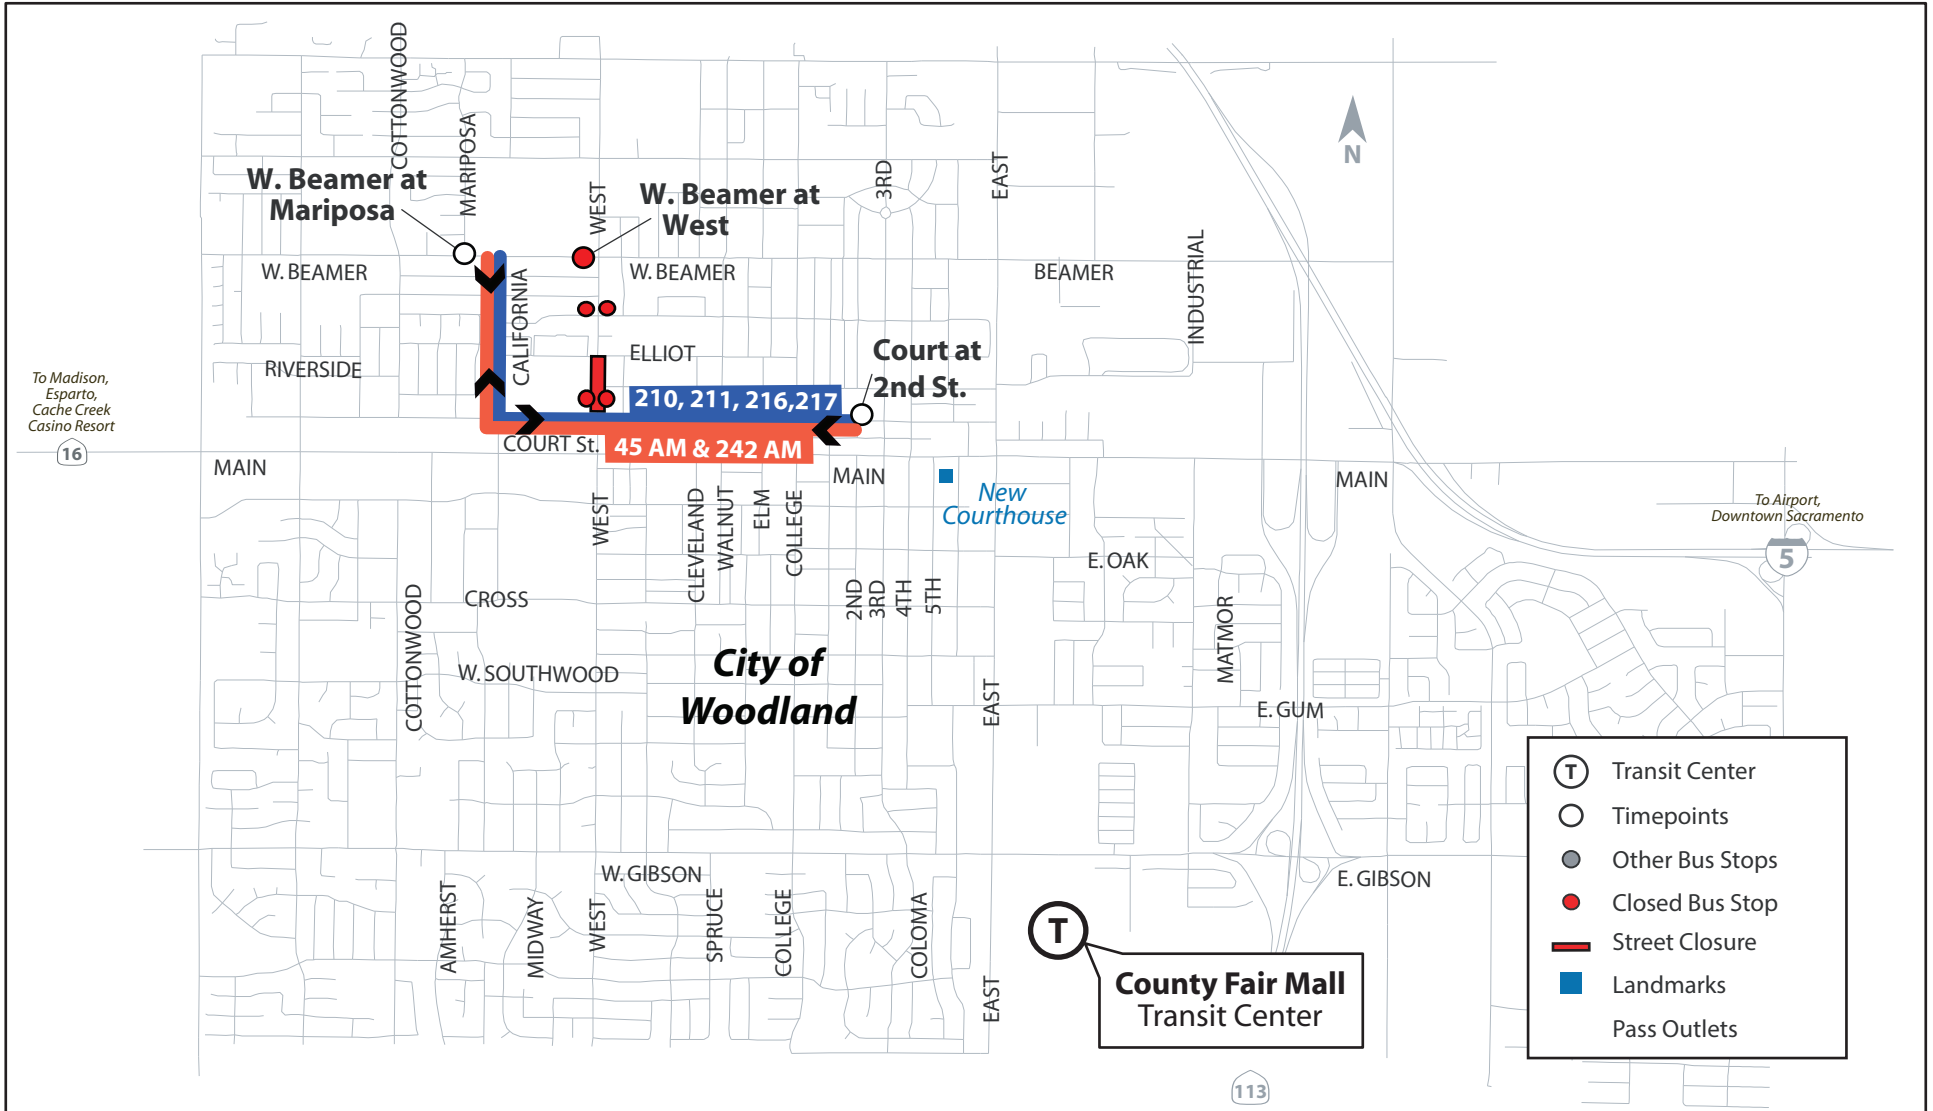 COTTONWOOD
MARIPOSA
W. Beamer at
Mariposa
WEST
W. Beamer at
West
3RD
EAST
N
W. BEAMER
CALIFORNIA
W. BEAMER
BEAMER
INDUSTRIAL
RIVERSIDE
ELLIOT
Court at
2nd St.
210, 211, 216,217
To Madison,
Esparto,
Cache Creek
Casino Resort
16
COURT St.
45 AM & 242 AM
MAIN
MAIN
MAIN
New
Courthouse
To Airport,
Downtown Sacramento
5
WEST
CLEVELAND
WALNUT
ELM
COLLEGE
E. OAK
2ND
3RD
4TH
5TH
CROSS
COTTONWOOD
W. SOUTHWOOD
City of
Woodland
MATMOR
EAST
E. GUM
T Transit Center
Timepoints
Other Bus Stops
Closed Bus Stop
Street Closure
Landmarks
Pass Outlets
W. GIBSON
E. GIBSON
AMHERST
MIDWAY
WEST
SPRUCE
COLLEGE
COLOMA
EAST
T
County Fair Mall
Transit Center
113